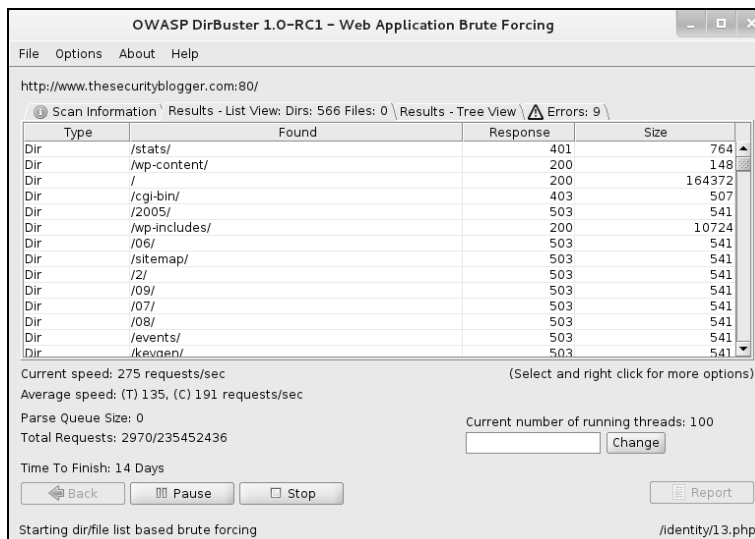 OWASP DirBuster 1.0-RC1 - Web Application Brute Forcing
File Options About Help
http://www.thesecurityblogger.com:80/
Scan Information Results - List View: Dirs: 566 Files: 0 Results - Tree View Errors: 9
Type Found Response Size
Dir /stats/ 401 764
Dir /wp-content/ 200 148
Dir / 200 164372
Dir /cgi-bin/ 403 507
Dir /2005/ 503 541
Dir /wp-includes/ 200 10724
Dir /06/ 503 541
Dir /sitemap/ 503 541
Dir /2/ 503 541
Dir /09/ 503 541
Dir /07/ 503 541
Dir /08/ 503 541
Dir /events/ 503 541
Dir /keygen/ 503 541
Current speed: 275 requests/sec (Select and right click for more options)
Average speed: (T) 135, (C) 191 requests/sec
Parse Queue Size: 0 Current number of running threads: 100
Total Requests: 2970/235452436 Change
Time To Finish: 14 Days
Back Pause Stop Report
Starting dir/file list based brute forcing /identity/13.php